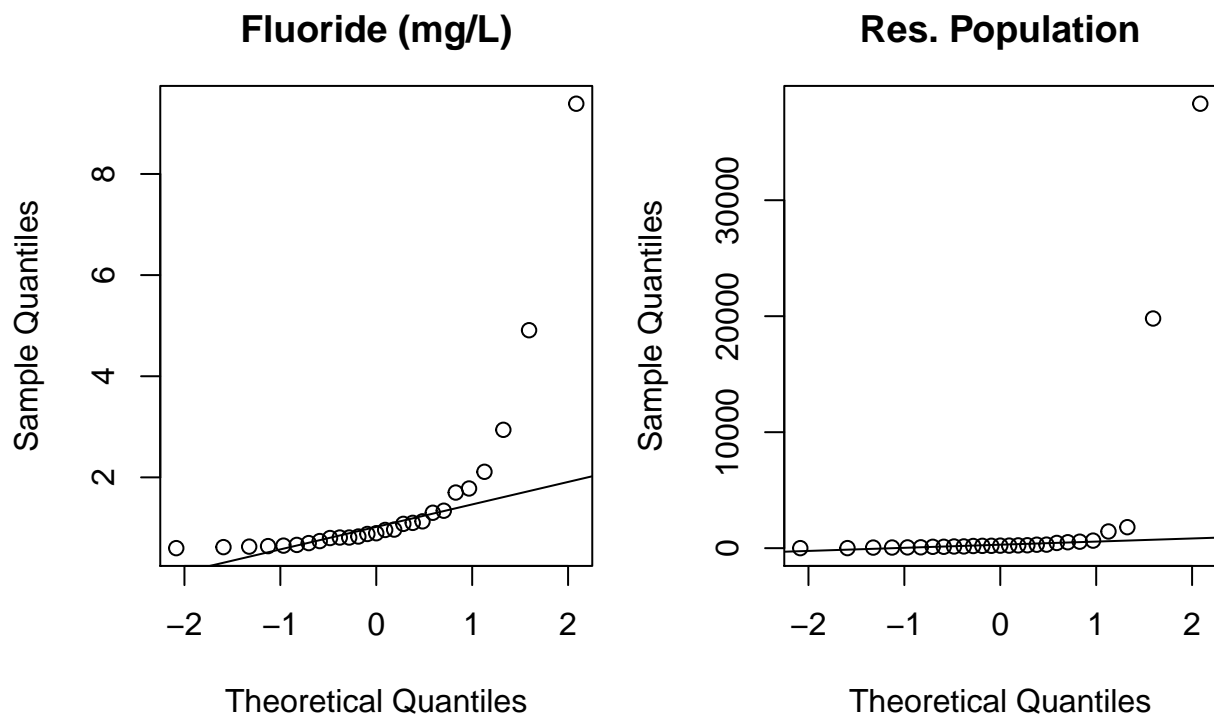 Fluoride (mg/L)
Sample Quantiles
8
6
4
2
−2 −1 0 1 2
Theoretical Quantiles
Res. Population
Sample Quantiles
30000
20000
10000
0
−2 −1 0 1 2
Theoretical Quantiles